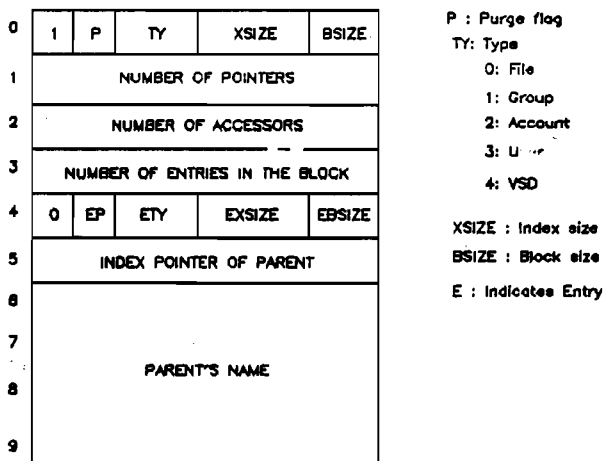 0 1 P TY XSIZE BSIZE
1 NUMBER OF POINTERS
2 NUMBER OF ACCESSORS
3 NUMBER OF ENTRIES IN THE BLOCK
4 0 EP ETY EXSIZE EBSIZE
5 INDEX POINTER OF PARENT
6
7
PARENT'S NAME
8
9
P : Purge flag
TY: Type
0: File
1: Group
2: Account
3:
4: VSD
XSIZE : Index size
BSIZE : Block size
E : Indicates Entry